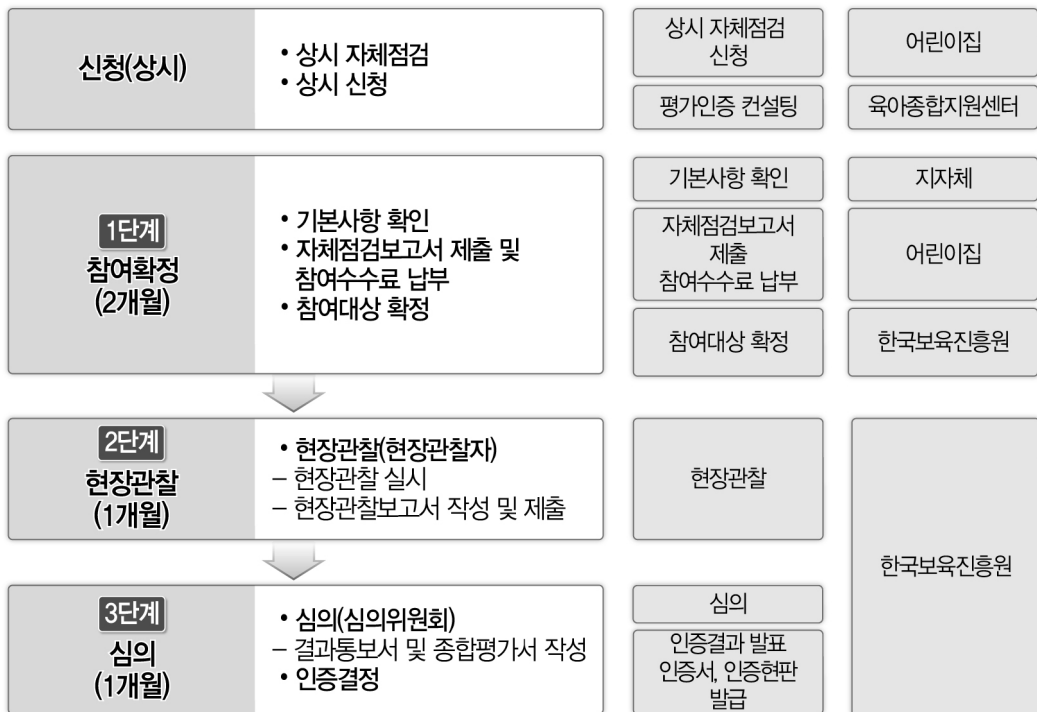 신청(상시)
• 상시 자체점검
• 상시 신청
상시 자체점검
신청
어린이집
평가인증 컨설팅
육아종합지원센터
1단계
참여확정
(2개월)
• 기본사항 확인
• 자체점검보고서 제출 및
참여수수료 납부
• 참여대상 확정
기본사항 확인
지자체
자체점검보고서
제출
참여수수료 납부
어린이집
참여대상 확정
한국보육진흥원
2단계
현장관찰
(1개월)
• 현장관찰(현장관찰자)
– 현장관찰 실시
– 현장관찰보고서 작성 및 제출
현장관찰
한국보육진흥원
3단계
심의
(1개월)
• 심의(심의위원회)
– 결과통보서 및 종합평가서 작성
• 인증결정
심의
인증결과 발표
인증서, 인증현판
발급